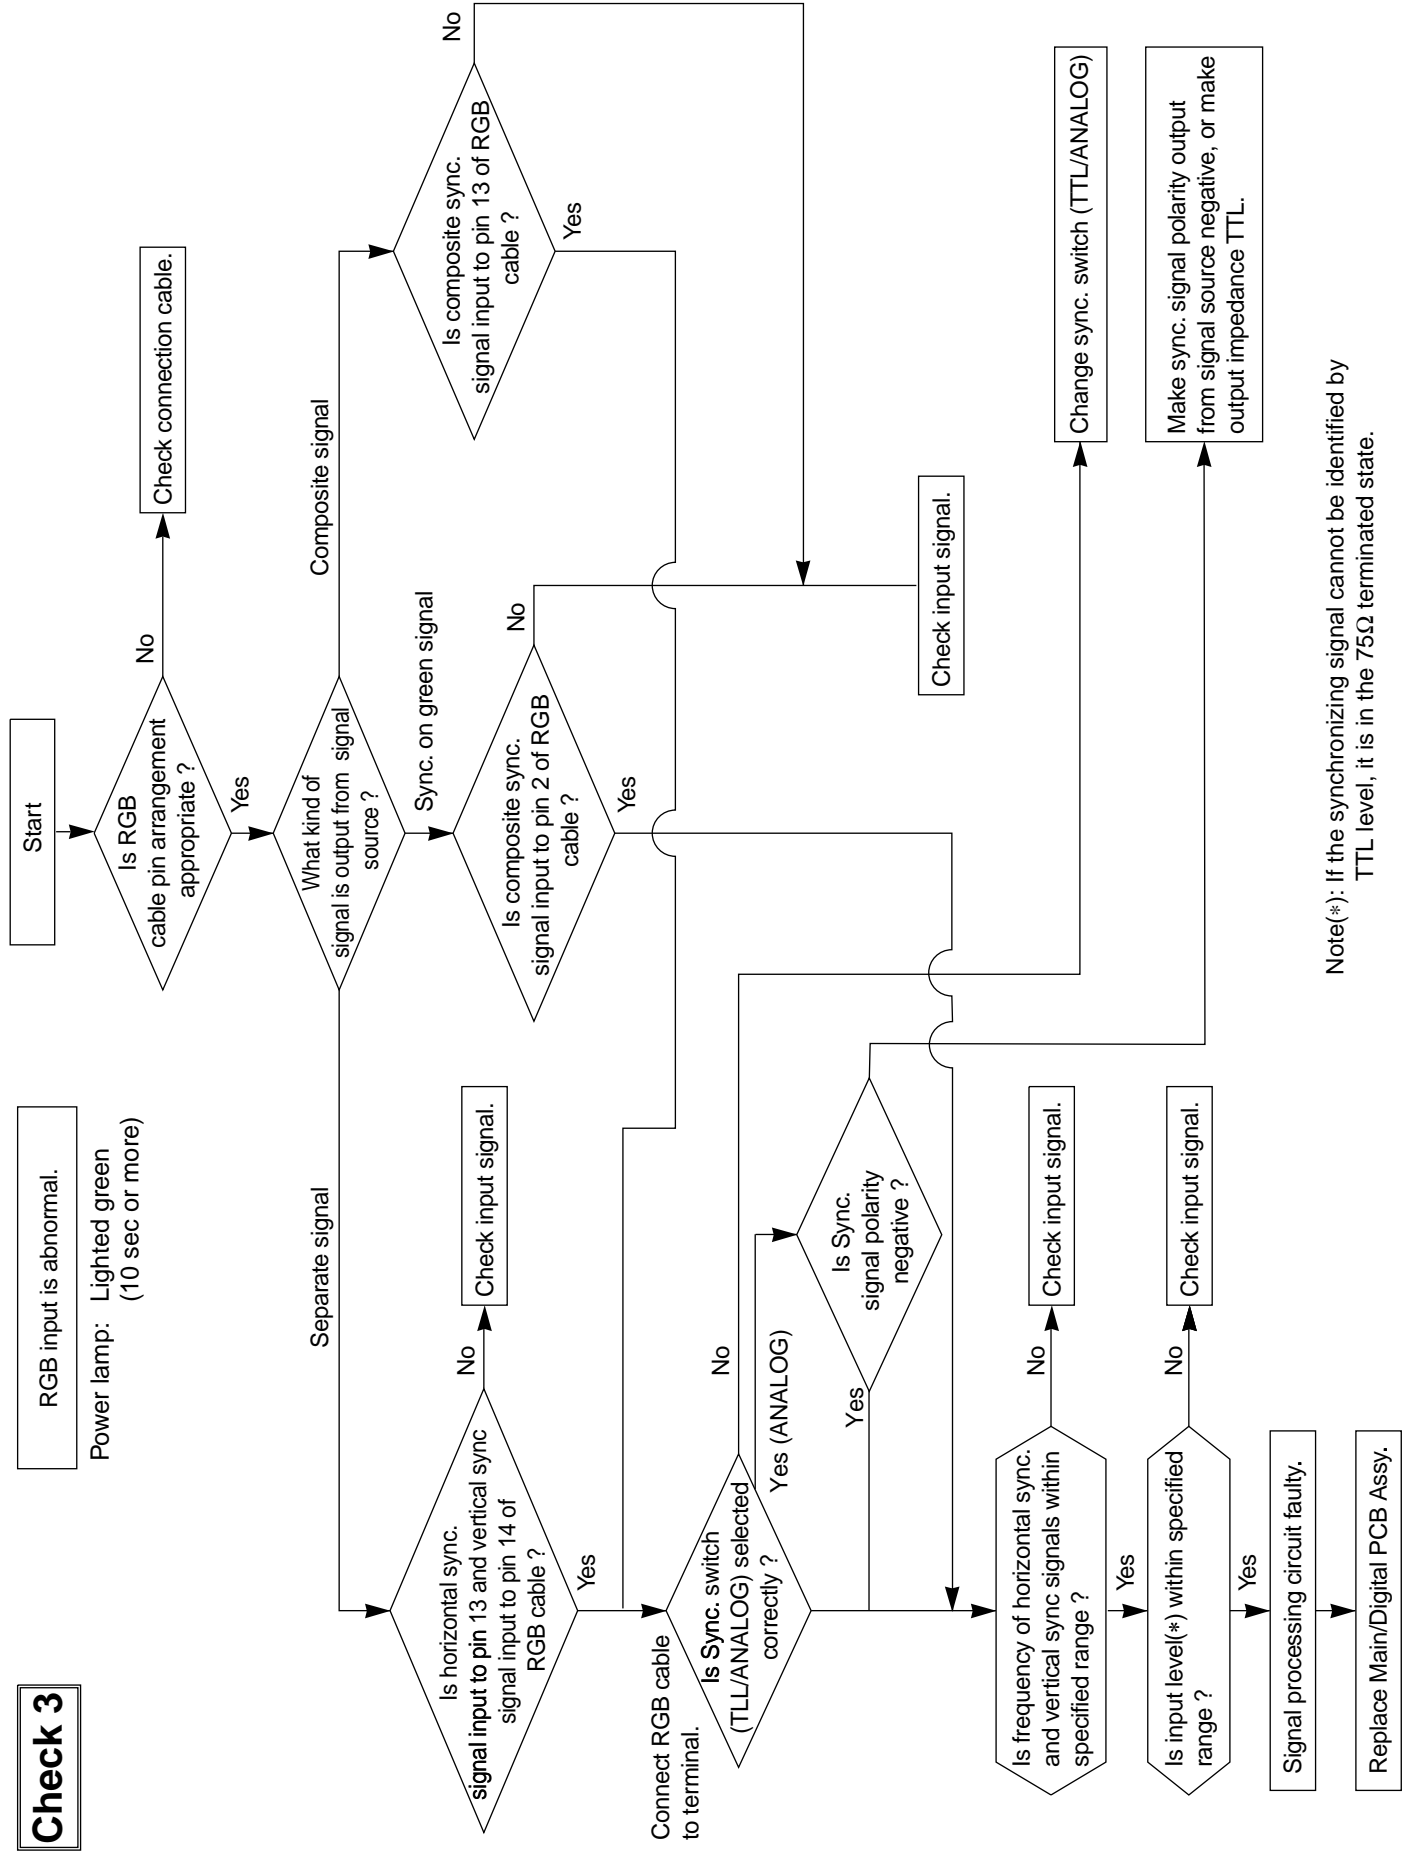 Check 3
RGB input is abnormal.
Power lamp: Lighted green
(10 sec or more)
Start
Is RGB
cable pin arrangement
appropriate ?
No
Check connection cable.
Yes
What kind of
signal is output from signal
source ?
Separate signal
Composite signal
Sync. on green signal
Is horizontal sync.
signal input to pin 13 and vertical sync
signal input to pin 14 of
RGB cable ?
No
Check input signal.
Yes
Is composite sync.
signal input to pin 2 of RGB
cable ?
No
Yes
Is composite sync.
signal input to pin 13 of RGB
cable ?
No
Yes
Check input signal.
Connect RGB cable
to terminal.
Is Sync. switch
(TLL/ANALOG) selected
correctly ?
No
Yes (ANALOG)
Change sync. switch (TTL/ANALOG)
Is Sync.
signal polarity
negative ?
Yes
Make sync. signal polarity output
from signal source negative, or make
output impedance TTL.
Is frequency of horizontal sync.
and vertical sync signals within
specified range ?
No
Check input signal.
Yes
Is input level(*) within specified
range ?
No
Check input signal.
Yes
Signal processing circuit faulty.
Replace Main/Digital PCB Assy.
Note(*): If the synchronizing signal cannot be identified by
TTL level, it is in the 75Ω terminated state.